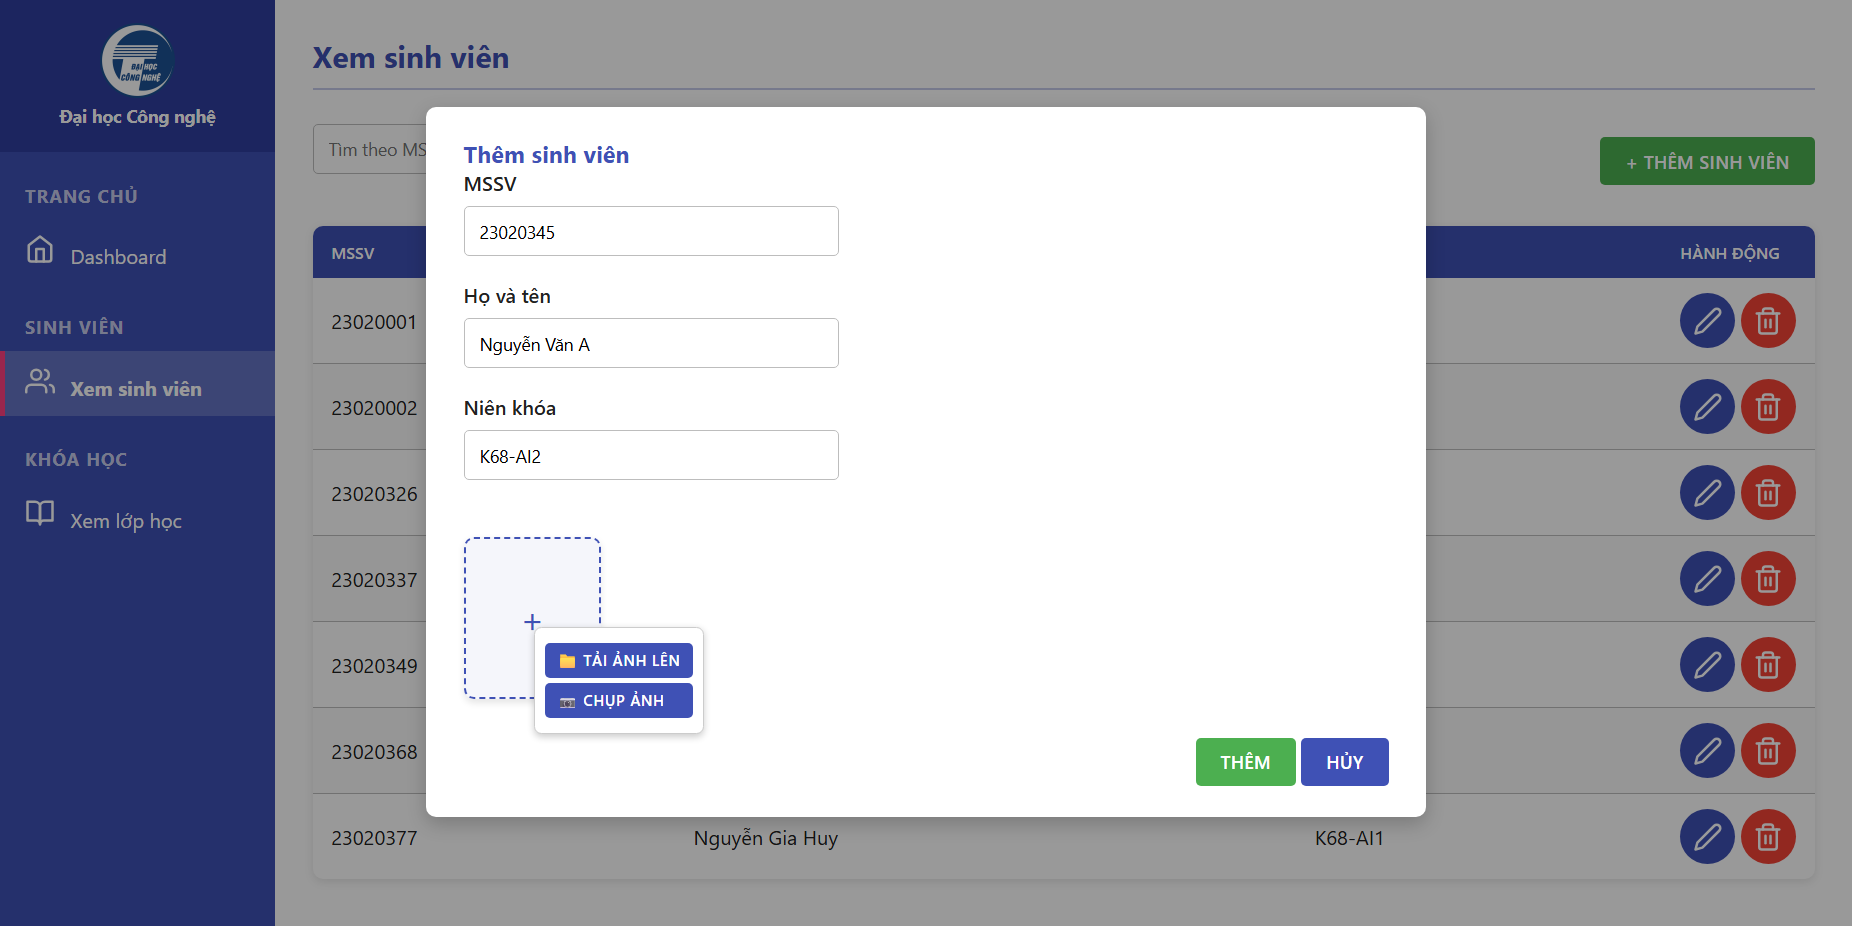 ĐẠI HỌC
CÔNG NGHỆ
Đại học Công nghệ
TRANG CHỦ
Dashboard
SINH VIÊN
Xem sinh viên
KHÓA HỌC
Xem lớp học
Xem sinh viên
Tìm theo MS
+ THÊM SINH VIÊN
MSSV
HÀNH ĐỘNG
23020001
23020002
23020326
23020337
23020349
23020368
23020377
Nguyễn Gia Huy
K68-AI1
Thêm sinh viên
MSSV
23020345
Họ và tên
Nguyễn Văn A
Niên khóa
K68-AI2
+
TẢI ẢNH LÊN
CHỤP ẢNH
THÊM
HỦY